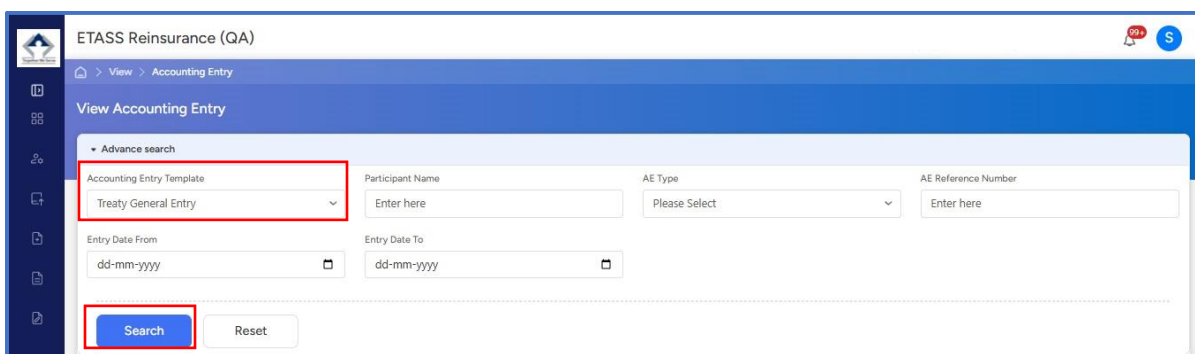 ETASS Reinsurance (QA)
99+
S
View > Accounting Entry
View Accounting Entry
Advance search
Accounting Entry Template
Participant Name
AE Type
AE Reference Number
Treaty General Entry
Enter here
Please Select
Enter here
Entry Date From
Entry Date To
dd-mm-yyyy
dd-mm-yyyy
Search
Reset